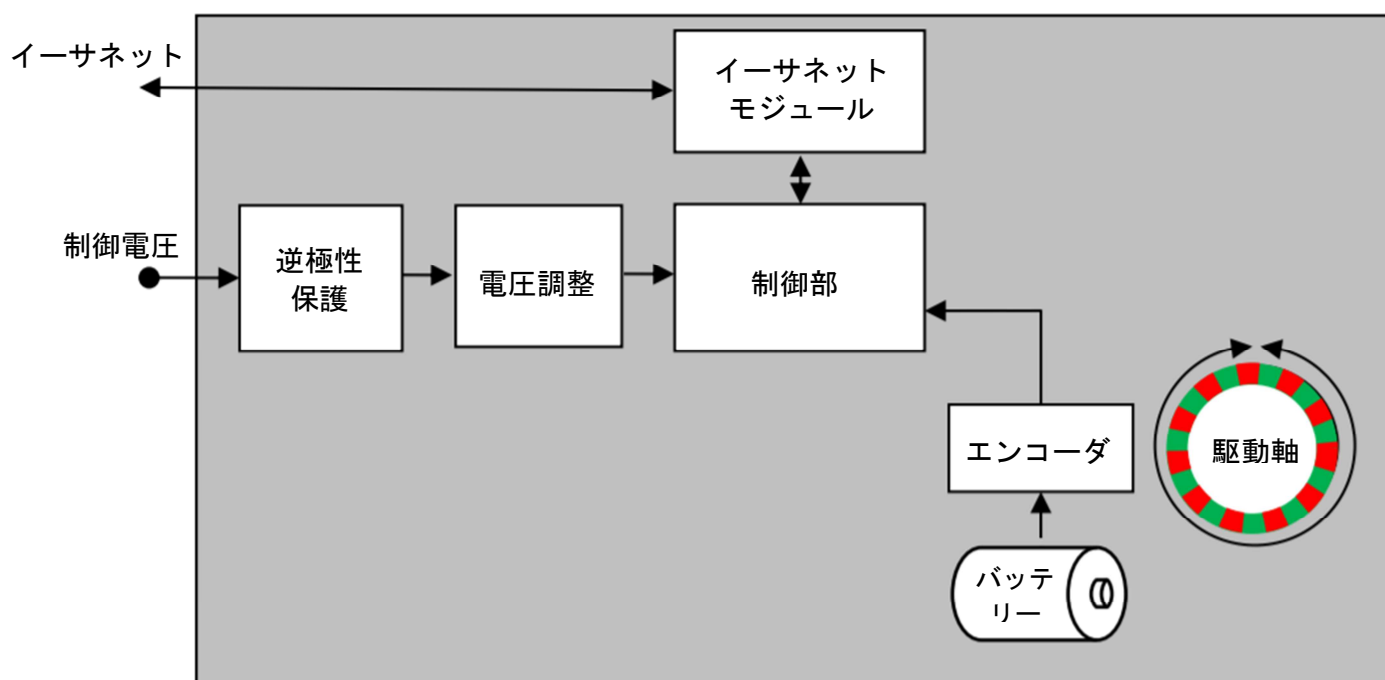 イーサネット
イーサネット
モジュール
制御電圧
逆極性
保護
電圧調整
制御部
エンコーダ
駆動軸
バッテ
リー